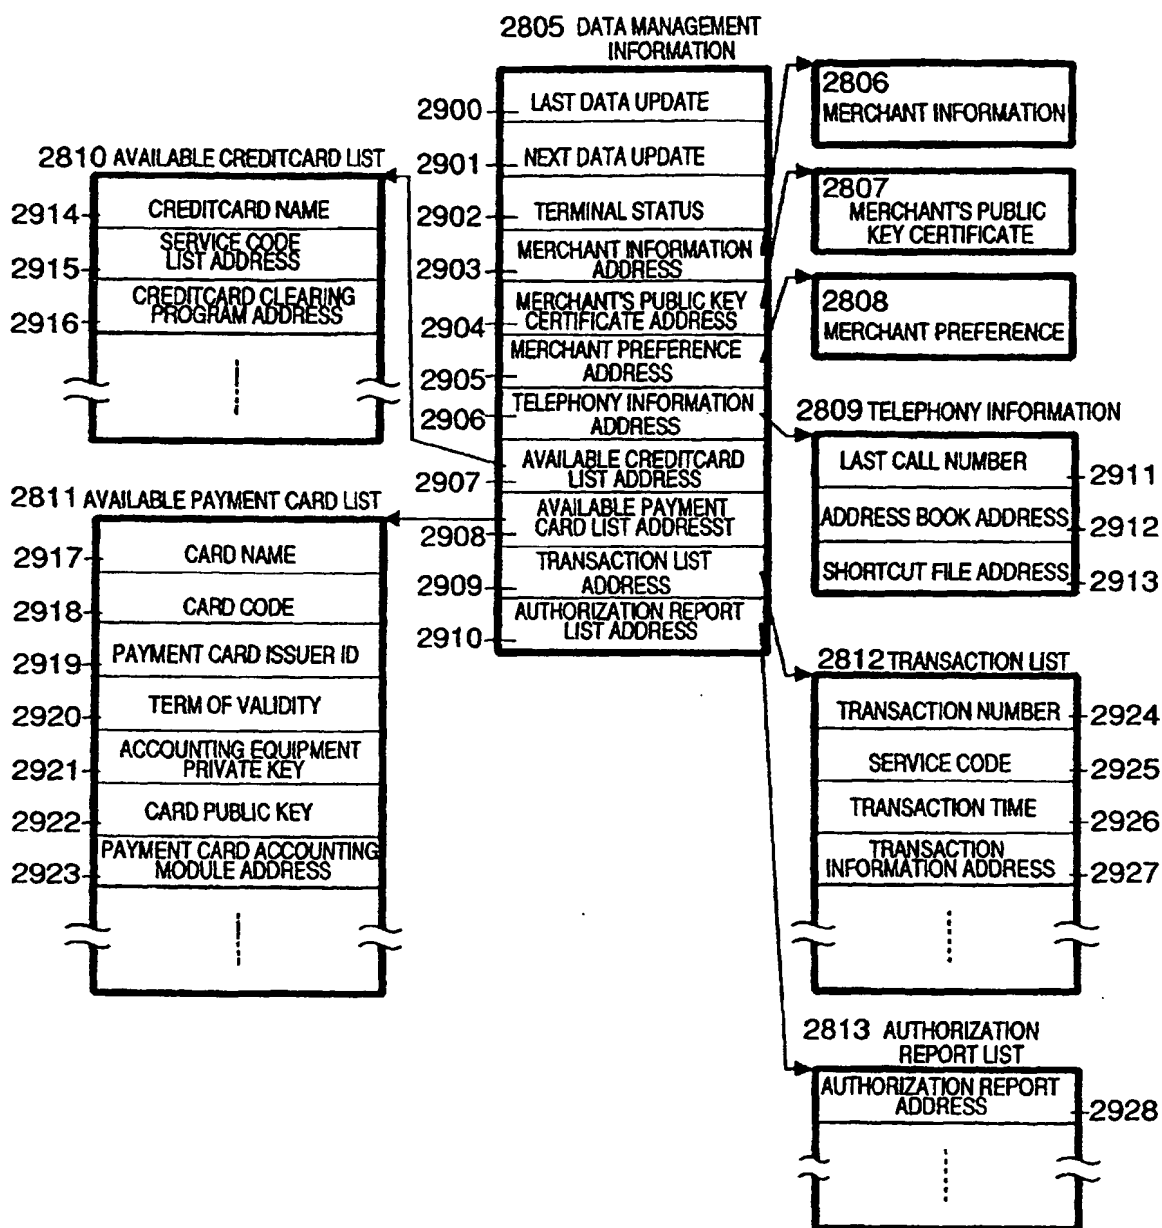 2805 DATA MANAGEMENT
INFORMATION
2900 LAST DATA UPDATE
2901 NEXT DATA UPDATE
2902 TERMINAL STATUS
2903 MERCHANT INFORMATION
ADDRESS
2904 MERCHANT'S PUBLIC KEY
CERTIFICATE ADDRESS
2905 MERCHANT PREFERENCE
ADDRESS
2906 TELEPHONY INFORMATION
ADDRESS
2907 AVAILABLE CREDITCARD
LIST ADDRESS
2908 AVAILABLE PAYMENT
CARD LIST ADDRESST
2909 TRANSACTION LIST
ADDRESS
2910 AUTHORIZATION REPORT
LIST ADDRESS
2810 AVAILABLE CREDITCARD LIST
2914 CREDITCARD NAME
2915 SERVICE CODE
LIST ADDRESS
2916 CREDITCARD CLEARING
PROGRAM ADDRESS
2811 AVAILABLE PAYMENT CARD LIST
2917 CARD NAME
2918 CARD CODE
2919 PAYMENT CARD ISSUER ID
2920 TERM OF VALIDITY
2921 ACCOUNTING EQUIPMENT
PRIVATE KEY
2922 CARD PUBLIC KEY
2923 PAYMENT CARD ACCOUNTING
MODULE ADDRESS
2806
MERCHANT INFORMATION
2807
MERCHANT'S PUBLIC
KEY CERTIFICATE
2808
MERCHANT PREFERENCE
2809 TELEPHONY INFORMATION
LAST CALL NUMBER 2911
ADDRESS BOOK ADDRESS 2912
SHORTCUT FILE ADDRESS 2913
2812 TRANSACTION LIST
TRANSACTION NUMBER 2924
SERVICE CODE 2925
TRANSACTION TIME 2926
TRANSACTION
INFORMATION ADDRESS 2927
2813 AUTHORIZATION
REPORT LIST
AUTHORIZATION REPORT
ADDRESS 2928